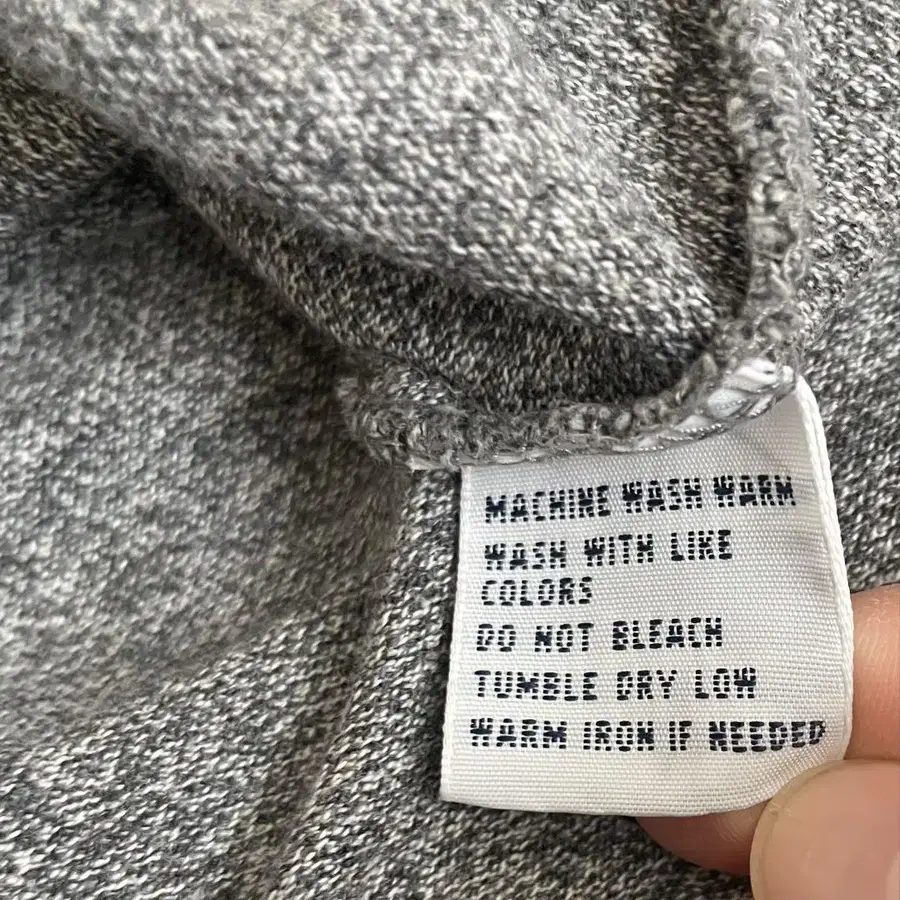 MACHINE WASH WARM
WASH WITH LIKE
COLORS
DO NOT BLEACH
TUMBLE DRY LOW
WARM IRON IF NEEDED